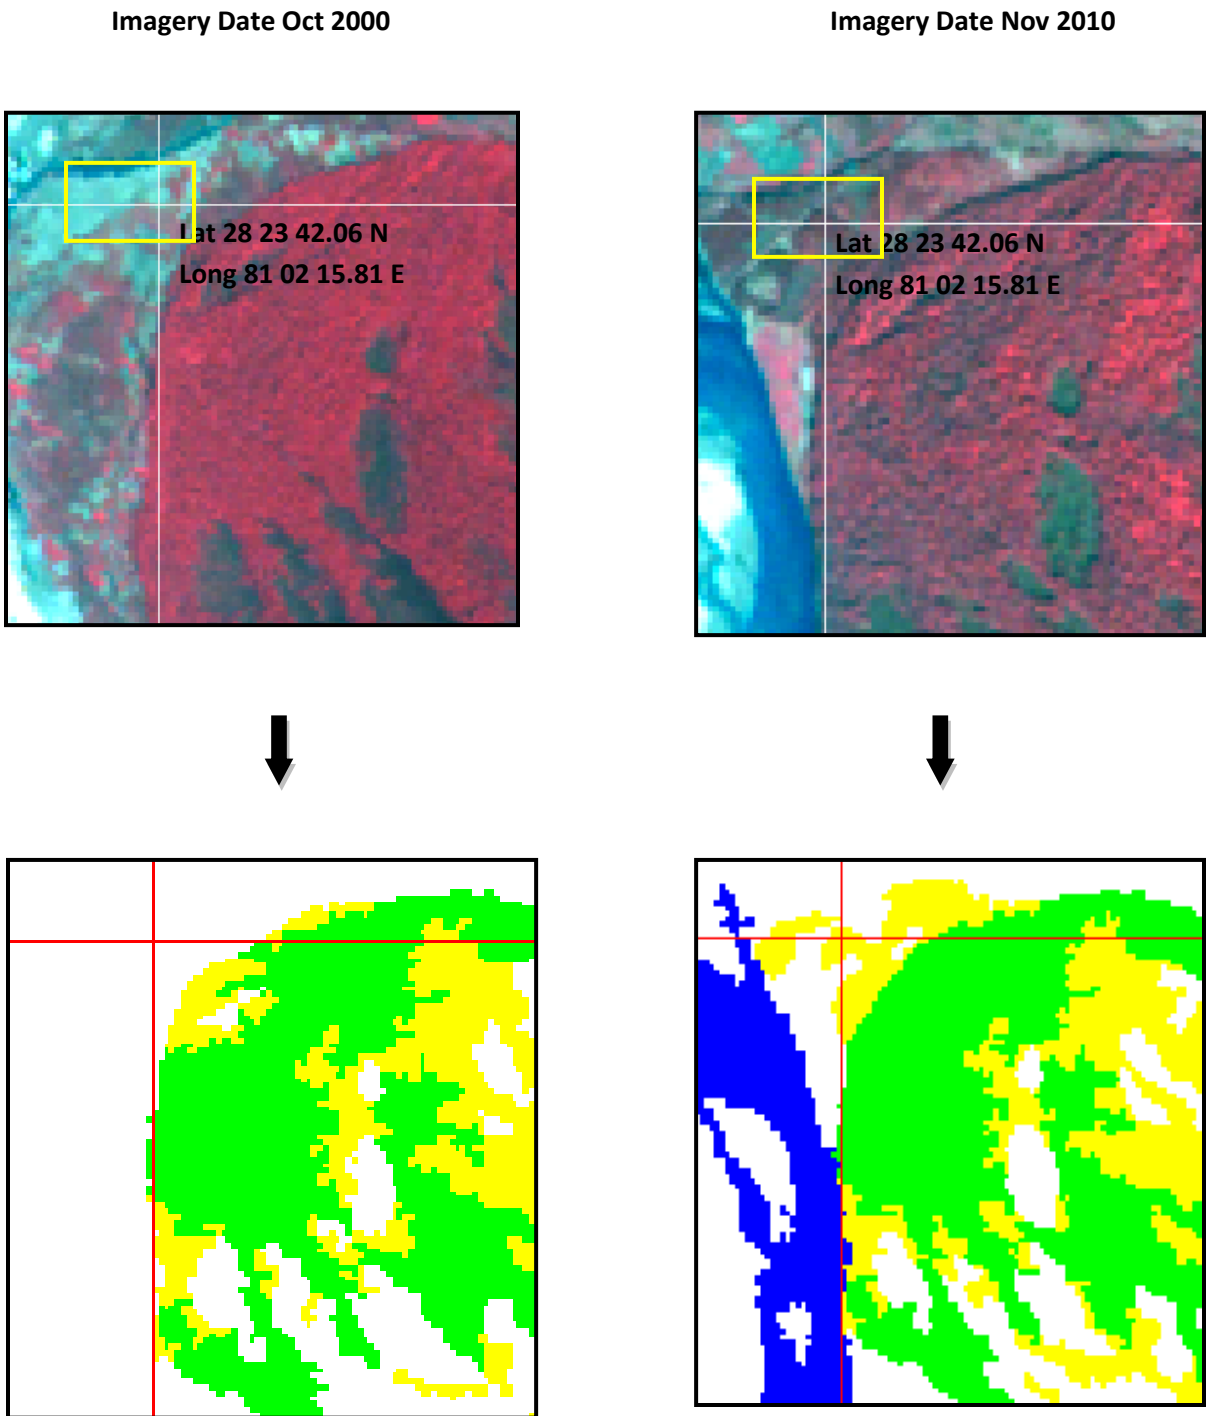 Imagery Date Oct 2000
Imagery Date Nov 2010
Lat 28 23 42.06 N
Long 81 02 15.81 E
Lat 28 23 42.06 N
Long 81 02 15.81 E